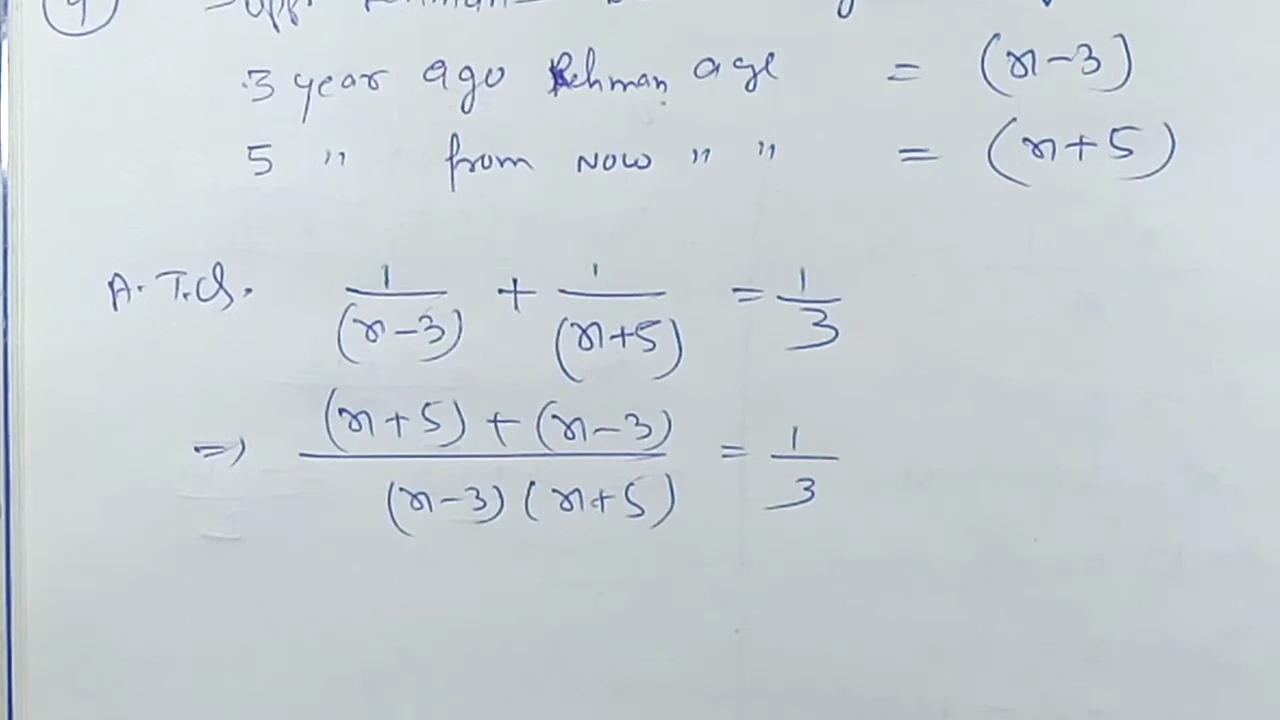 4
3 year ago Rehman age = (x-3)
5 " from now " " = (x+5)
A.T.Q. 1/(x-3) + 1/(x+5) = 1/3
=> (x+5)+(x-3)/(x-3)(x+5) = 1/3